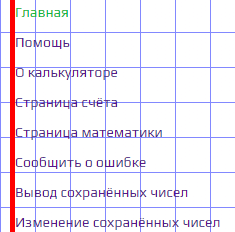 Главная
Помощь
О калькуляторе
Страница счёта
Страница математики
Сообщить о ошибке
Вывод сохранённых чисел
Изменение сохранённых чисел